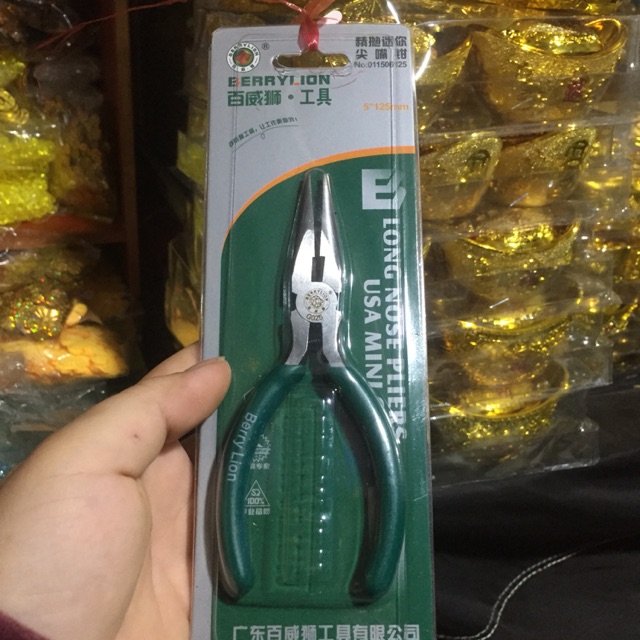 BERRYLION
百威狮·工具
精抛迷你
尖嘴钳
No.011506125
5"125mm
LONG NOSE PLIERS
USA MINI
Berry Lion
100%
广东百威狮工具有限公司